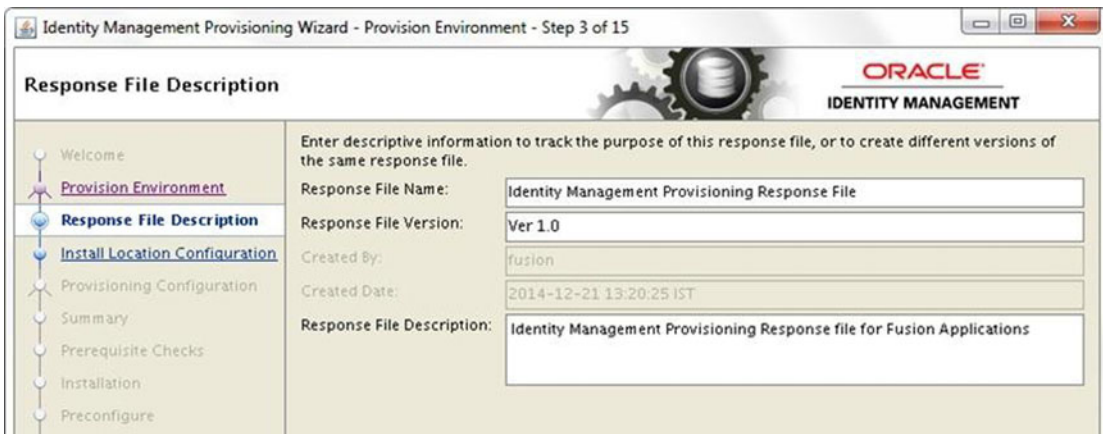 Identity Management Provisioning Wizard - Provision Environment - Step 3 of 15
Response File Description
ORACLE
IDENTITY MANAGEMENT
Welcome
Provision Environment
Response File Description
Install Location Configuration
Provisioning Configuration
Summary
Prerequisite Checks
Installation
Preconfigure
Enter descriptive information to track the purpose of this response file, or to create different versions of
the same response file.
Response File Name: Identity Management Provisioning Response File
Response File Version: Ver 1.0
Created By: fusion
Created Date: 2014-12-21 13:20:25 IST
Response File Description: Identity Management Provisioning Response file for Fusion Applications